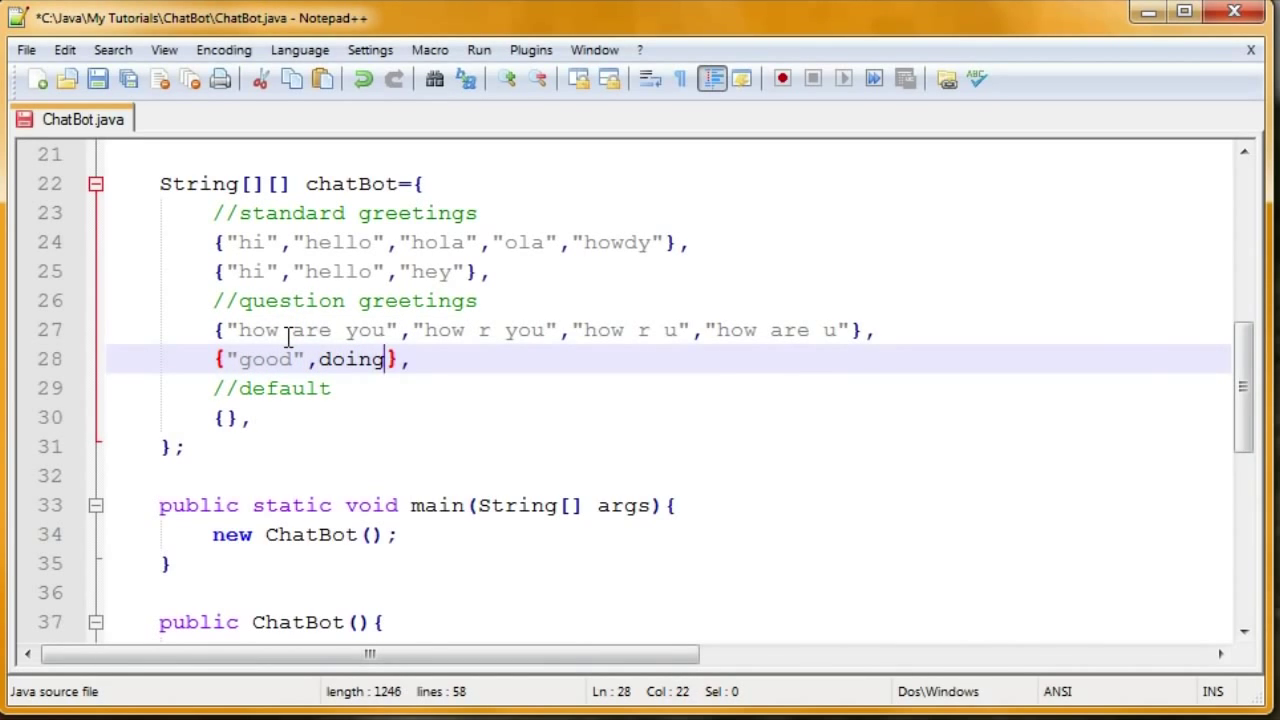 *C:\Java\My Tutorials\ChatBot\ChatBot.java - Notepad++
File Edit Search View Encoding Language Settings Macro Run Plugins Window ? X
ABC
ChatBot.java
21
22 String[][] chatBot={
23 //standard greetings
24 {"hi","hello","hola","ola","howdy"},
25 {"hi","hello","hey"},
26 //question greetings
27 {"how are you","how r you","how r u","how are u"},
28 {"good",doing},
29 //default
30 {},
31 };
32
33 public static void main(String[] args){
34 new ChatBot();
35 }
36
37 public ChatBot(){
Java source file length : 1246 lines : 58 Ln : 28 Col : 22 Sel : 0 Dos\Windows ANSI INS